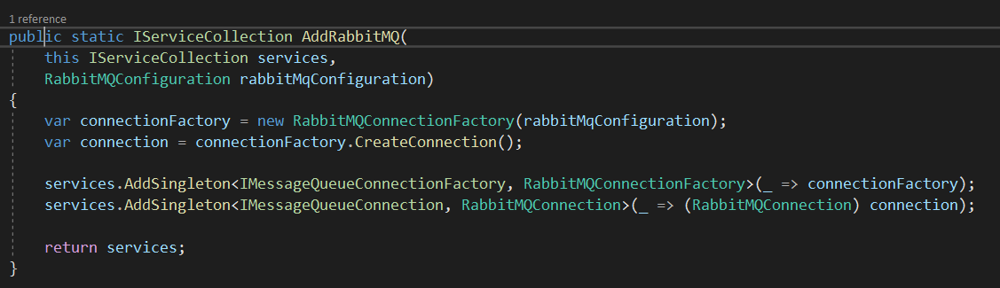 1 reference
public static IServiceCollection AddRabbitMQ(
this IServiceCollection services,
RabbitMQConfiguration rabbitMqConfiguration)
{
var connectionFactory = new RabbitMQConnectionFactory(rabbitMqConfiguration);
var connection = connectionFactory.CreateConnection();
services.AddSingleton<IMessageQueueConnectionFactory, RabbitMQConnectionFactory>(_ => connectionFactory);
services.AddSingleton<IMessageQueueConnection, RabbitMQConnection>(_ => (RabbitMQConnection) connection);
return services;
}